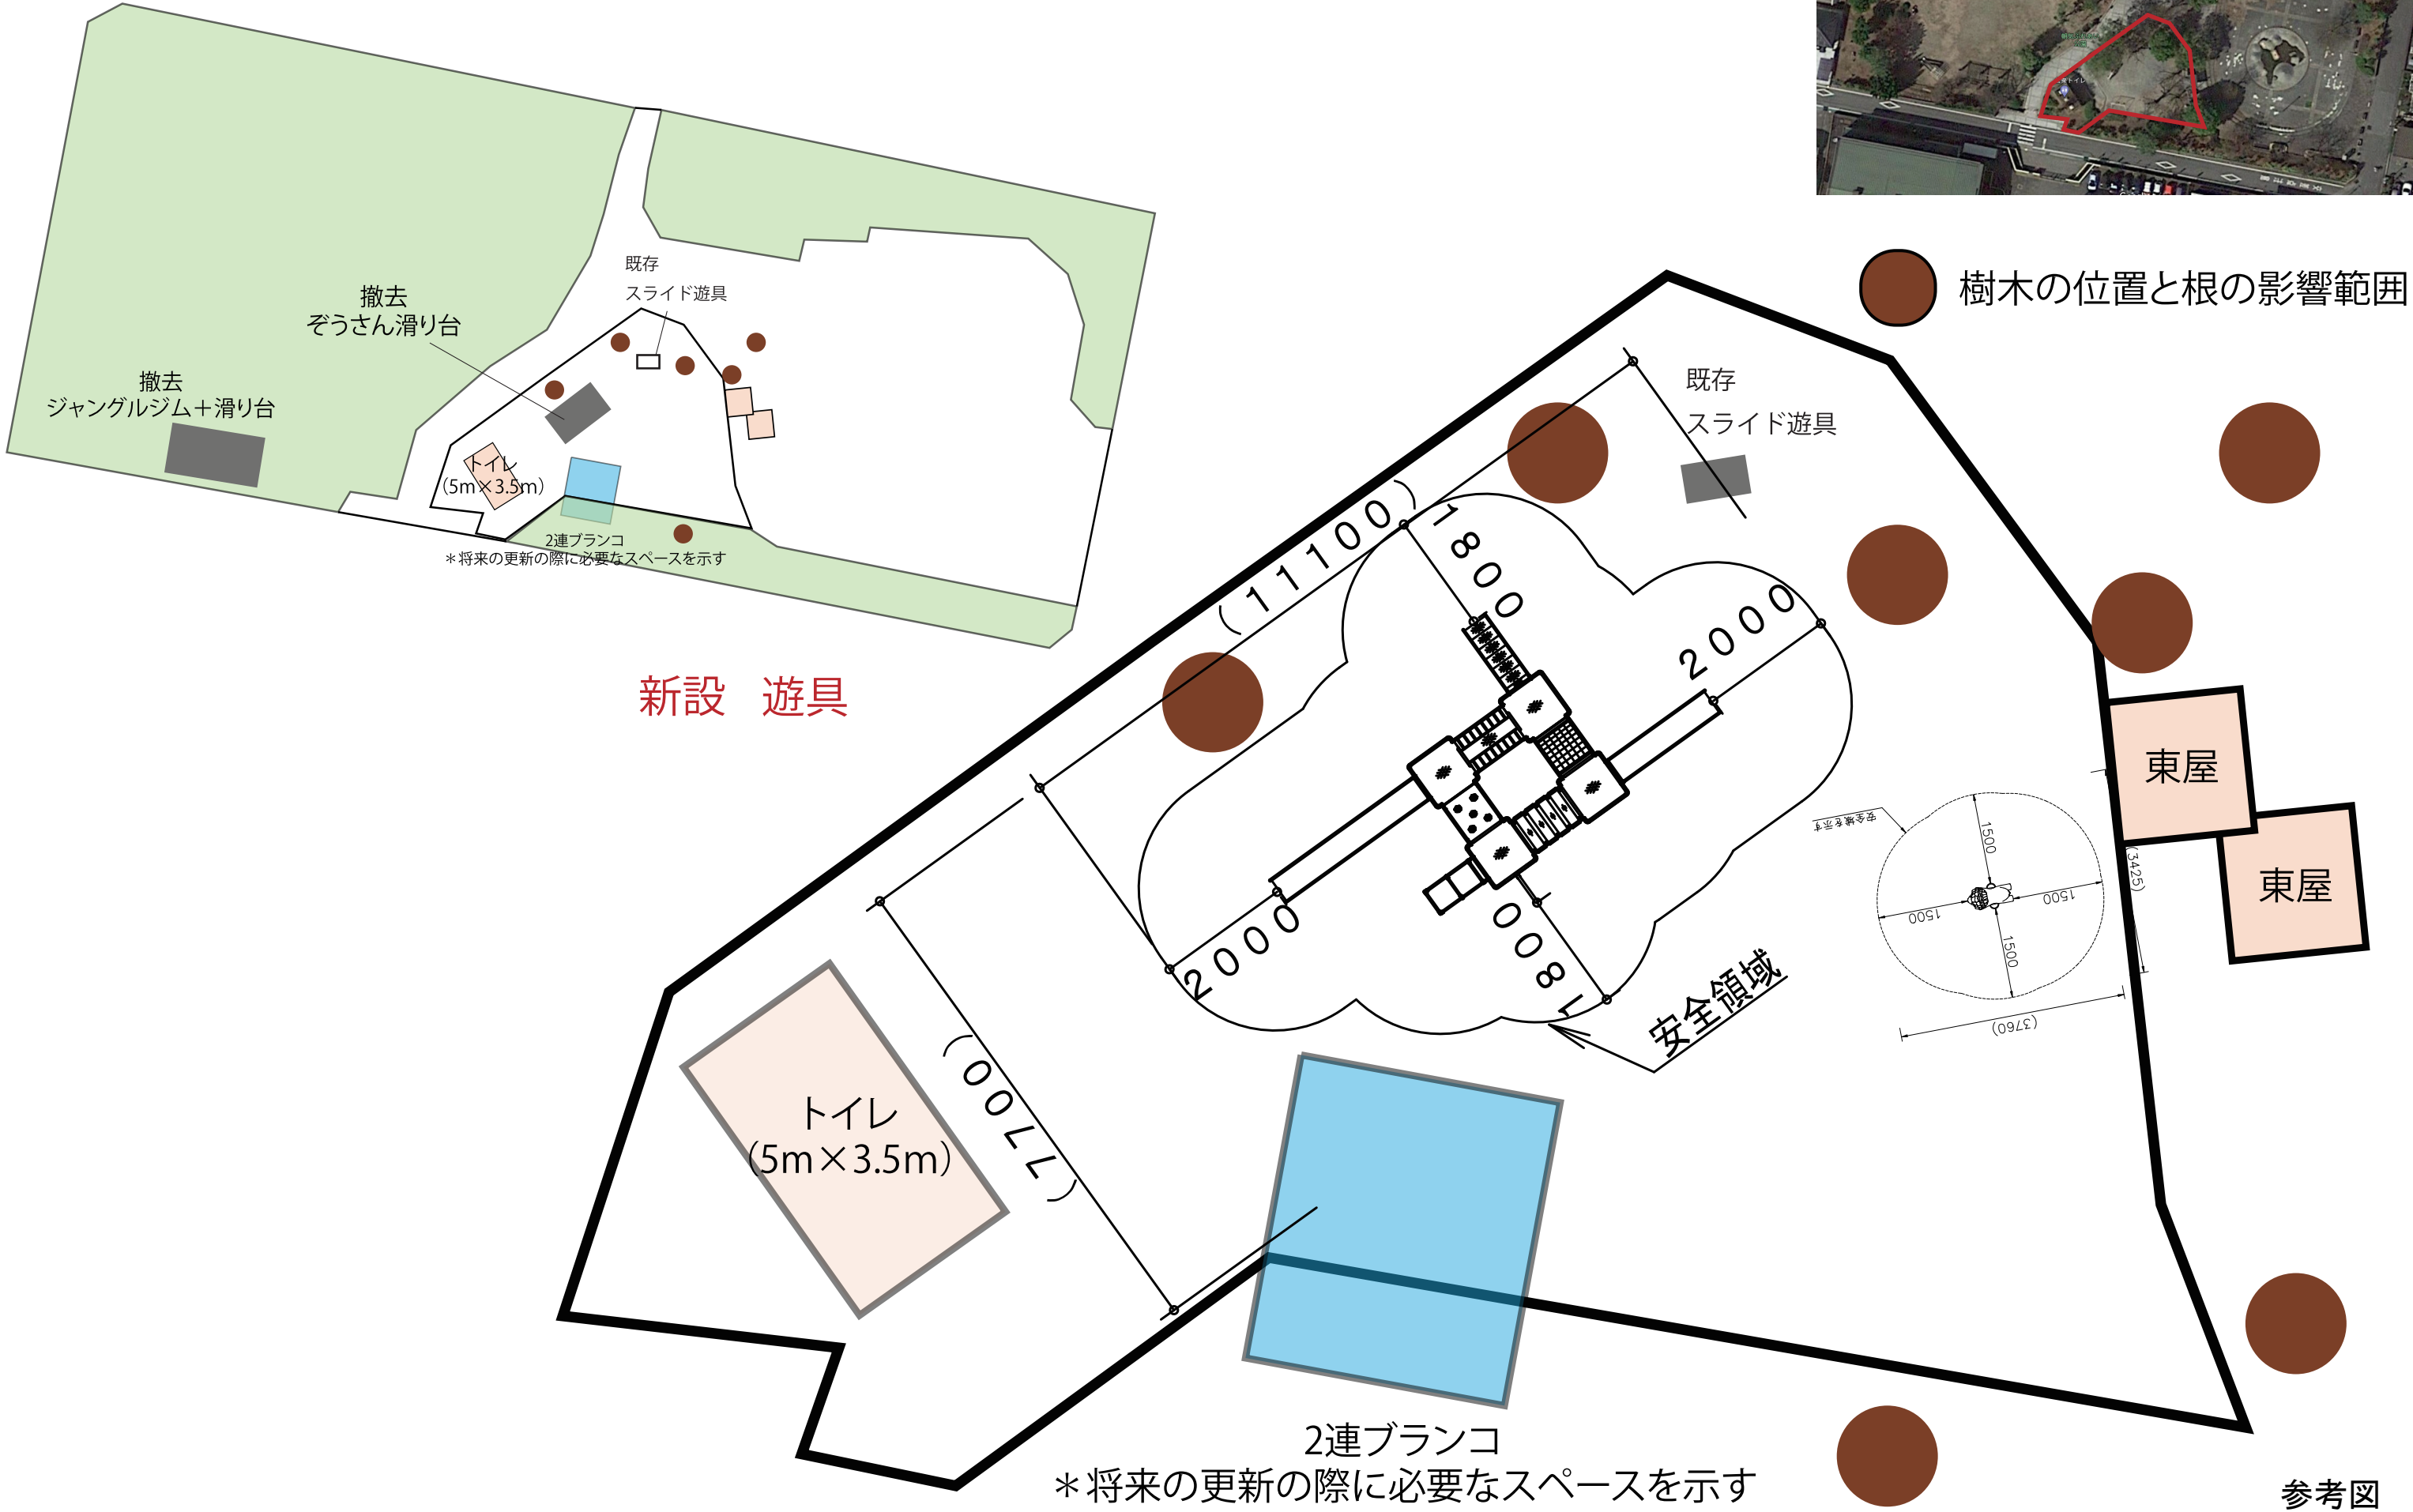 撤去
ぞうさん滑り台
撤去
ジャングルジム＋滑り台
既存
スライド遊具
トイレ
（5m×3.5m）
2連ブランコ
＊将来の更新の際に必要なスペースを示す
樹木の位置と根の影響範囲
新設　遊具
既存
スライド遊具
（11100）
1800
2000
2000
1800
（7700）
安全領域
トイレ
（5m×3.5m）
東屋
東屋
安全域を示す
1500
1500
1500
1500
(3425)
(3760)
2連ブランコ
＊将来の更新の際に必要なスペースを示す
参考図